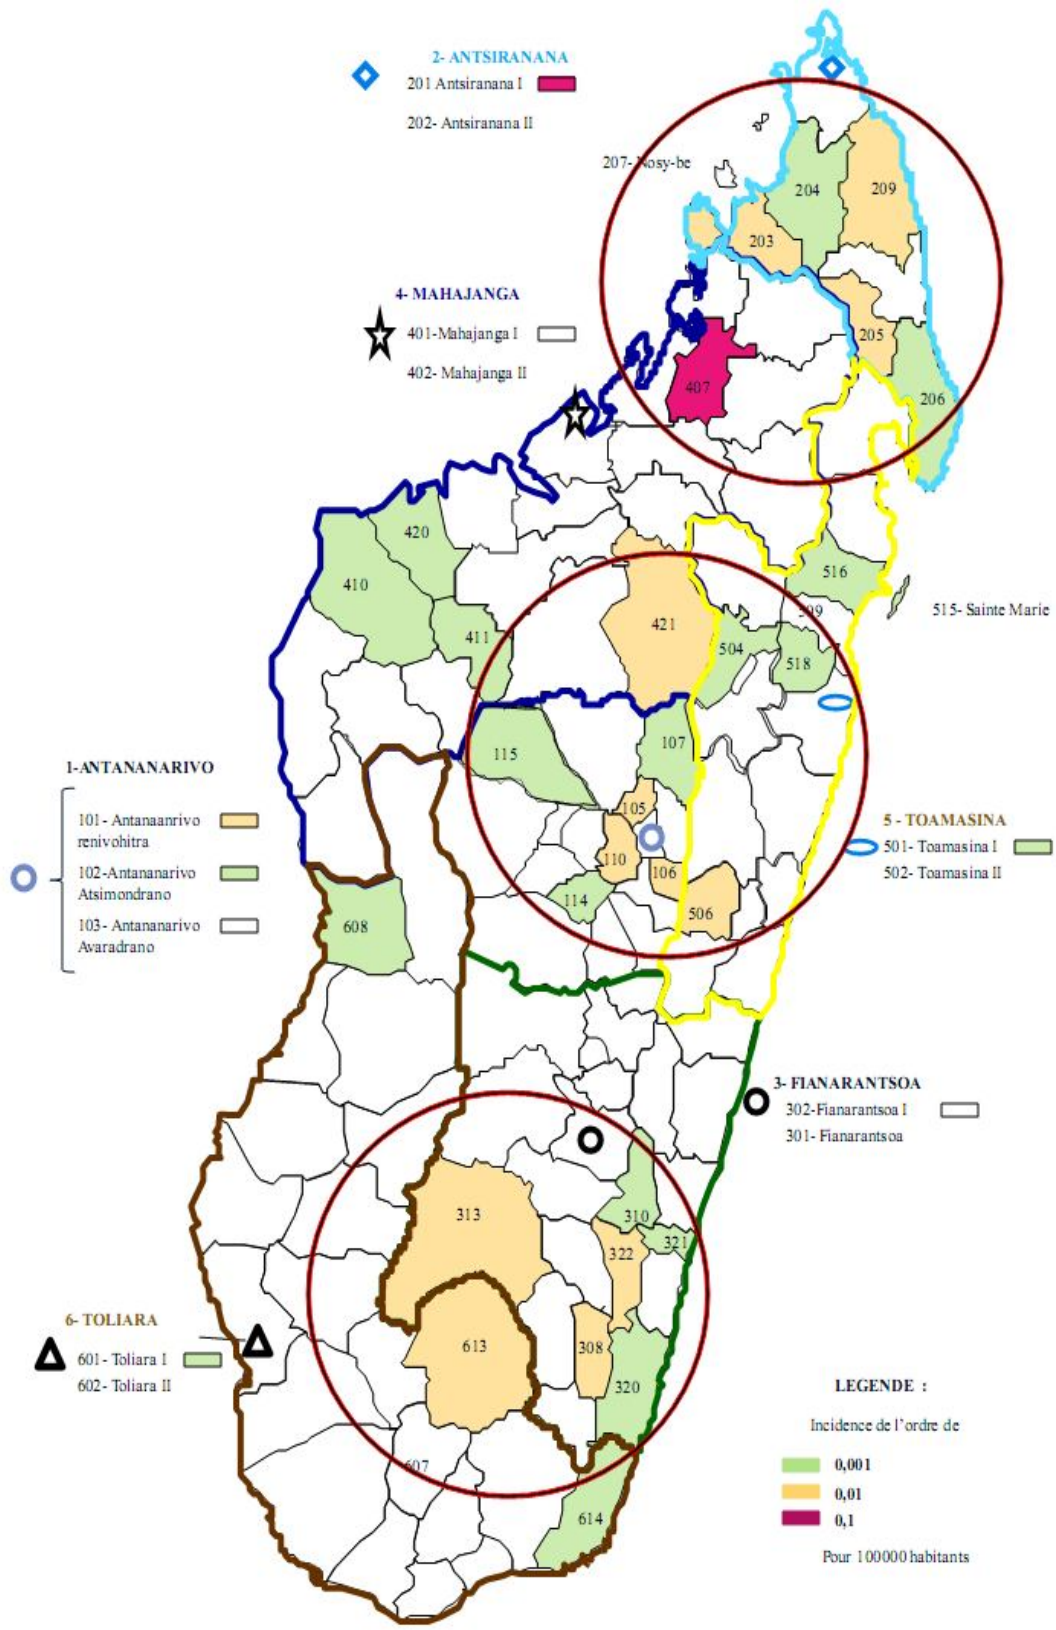 2- ANTSIRANANA
201 Antsiranana I
202- Antsiranana II
207- Nosy-be
204
209
203
4- MAHAJANGA
401-Mahajanga I
402- Mahajanga II
205
407
206
420
410
516
421
509
515- Sainte Marie
411
504
518
115
107
1-ANTANANARIVO
101- Antanaanrivo
renivohitra
102-Antananarivo
Atsimondrano
103- Antananarivo
Avaradrano
105
5 - TOAMASINA
501- Toamasina I
502- Toamasina II
110
106
114
506
608
3- FIANARANTSOA
302-Fianarantsoa I
301- Fianarantsoa
313
310
321
322
6- TOLIARA
601- Toliara I
602- Toliara II
613
308
320
LEGENDE :
Incidence de l'ordre de
0,001
0,01
0,1
Pour 100000 habitants
607
614